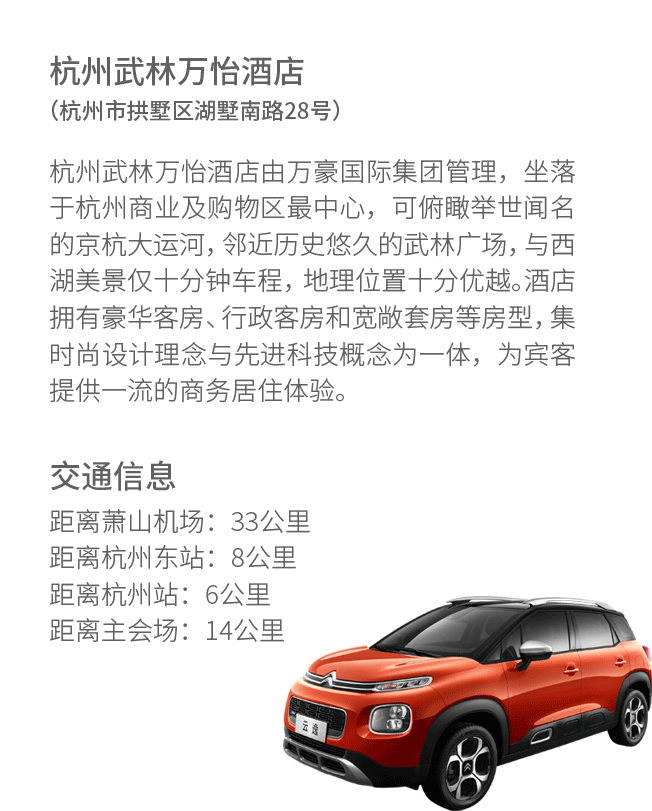 杭州武林万怡酒店
（杭州市拱墅区湖墅南路28号）
杭州武林万怡酒店由万豪国际集团管理，坐落
于杭州商业及购物区最中心，可俯瞰举世闻名
的京杭大运河，邻近历史悠久的武林广场，与西
湖美景仅十分钟车程，地理位置十分优越。酒店
拥有豪华客房、行政客房和宽敞套房等房型，集
时尚设计理念与先进科技概念为一体，为宾客
提供一流的商务居住体验。
交通信息
距离萧山机场：33公里
距离杭州东站：8公里
距离杭州站：6公里
距离主会场：14公里